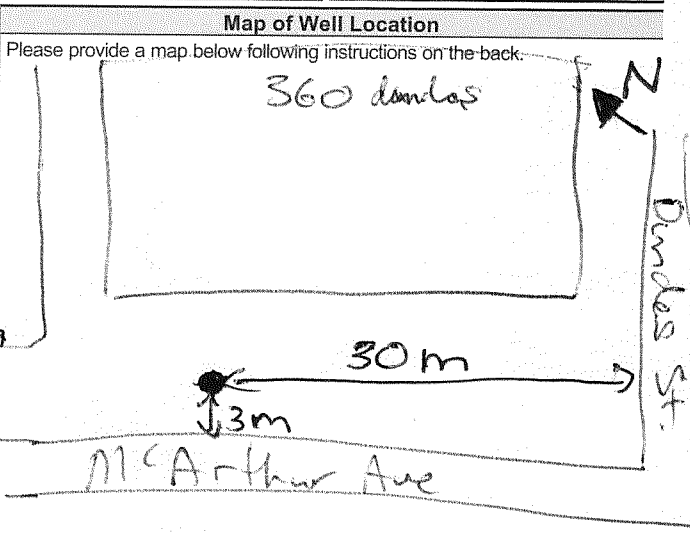 Map of Well Location
Please provide a map below following instructions on the back.
360 dundas
N
Dundas St.
30 m
3m
McArthur Ave